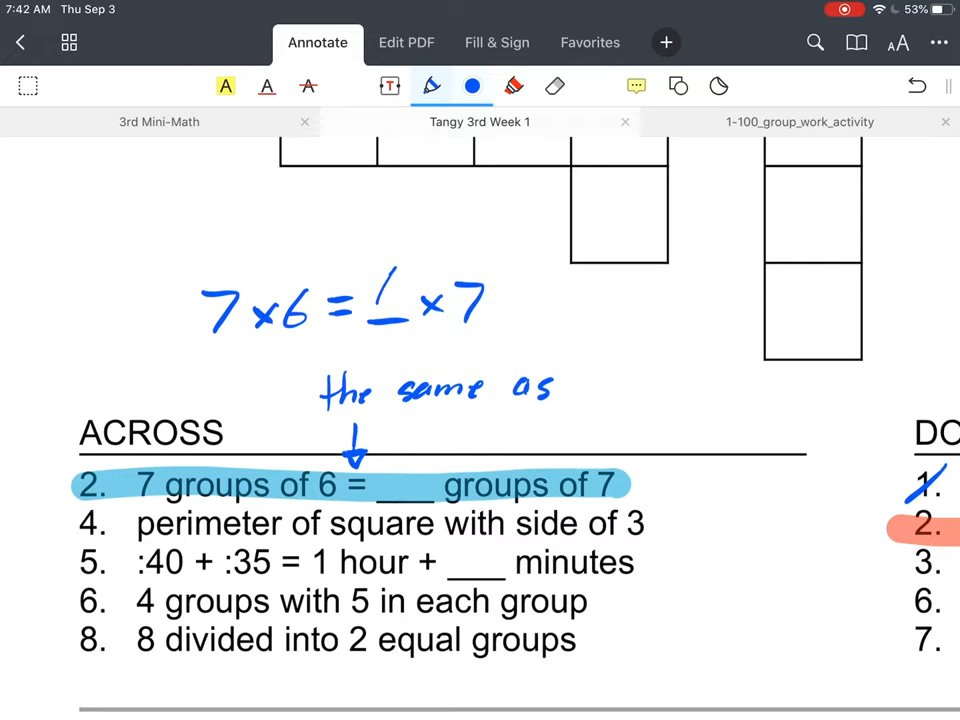 7:42 AM Thu Sep 3 53%
Annotate Edit PDF Fill & Sign Favorites
A A A T
3rd Mini-Math Tangy 3rd Week 1 1-100_group_work_activity
7 × 6 = _ × 7
the same as
ACROSS DO
2. 7 groups of 6 = ___ groups of 7 1.
4. perimeter of square with side of 3 2.
5. :40 + :35 = 1 hour + ___ minutes 3.
6. 4 groups with 5 in each group 6.
8. 8 divided into 2 equal groups 7.